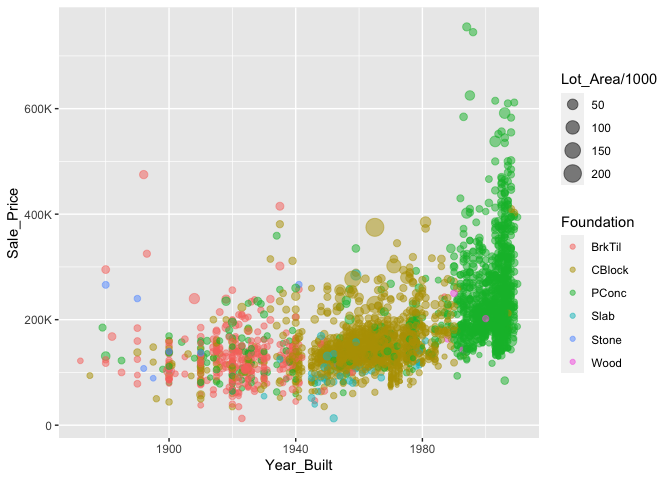 600K
400K
200K
0
Sale_Price
1900
1940
1980
Year_Built
Lot_Area/1000
50
100
150
200
Foundation
BrkTil
CBlock
PConc
Slab
Stone
Wood